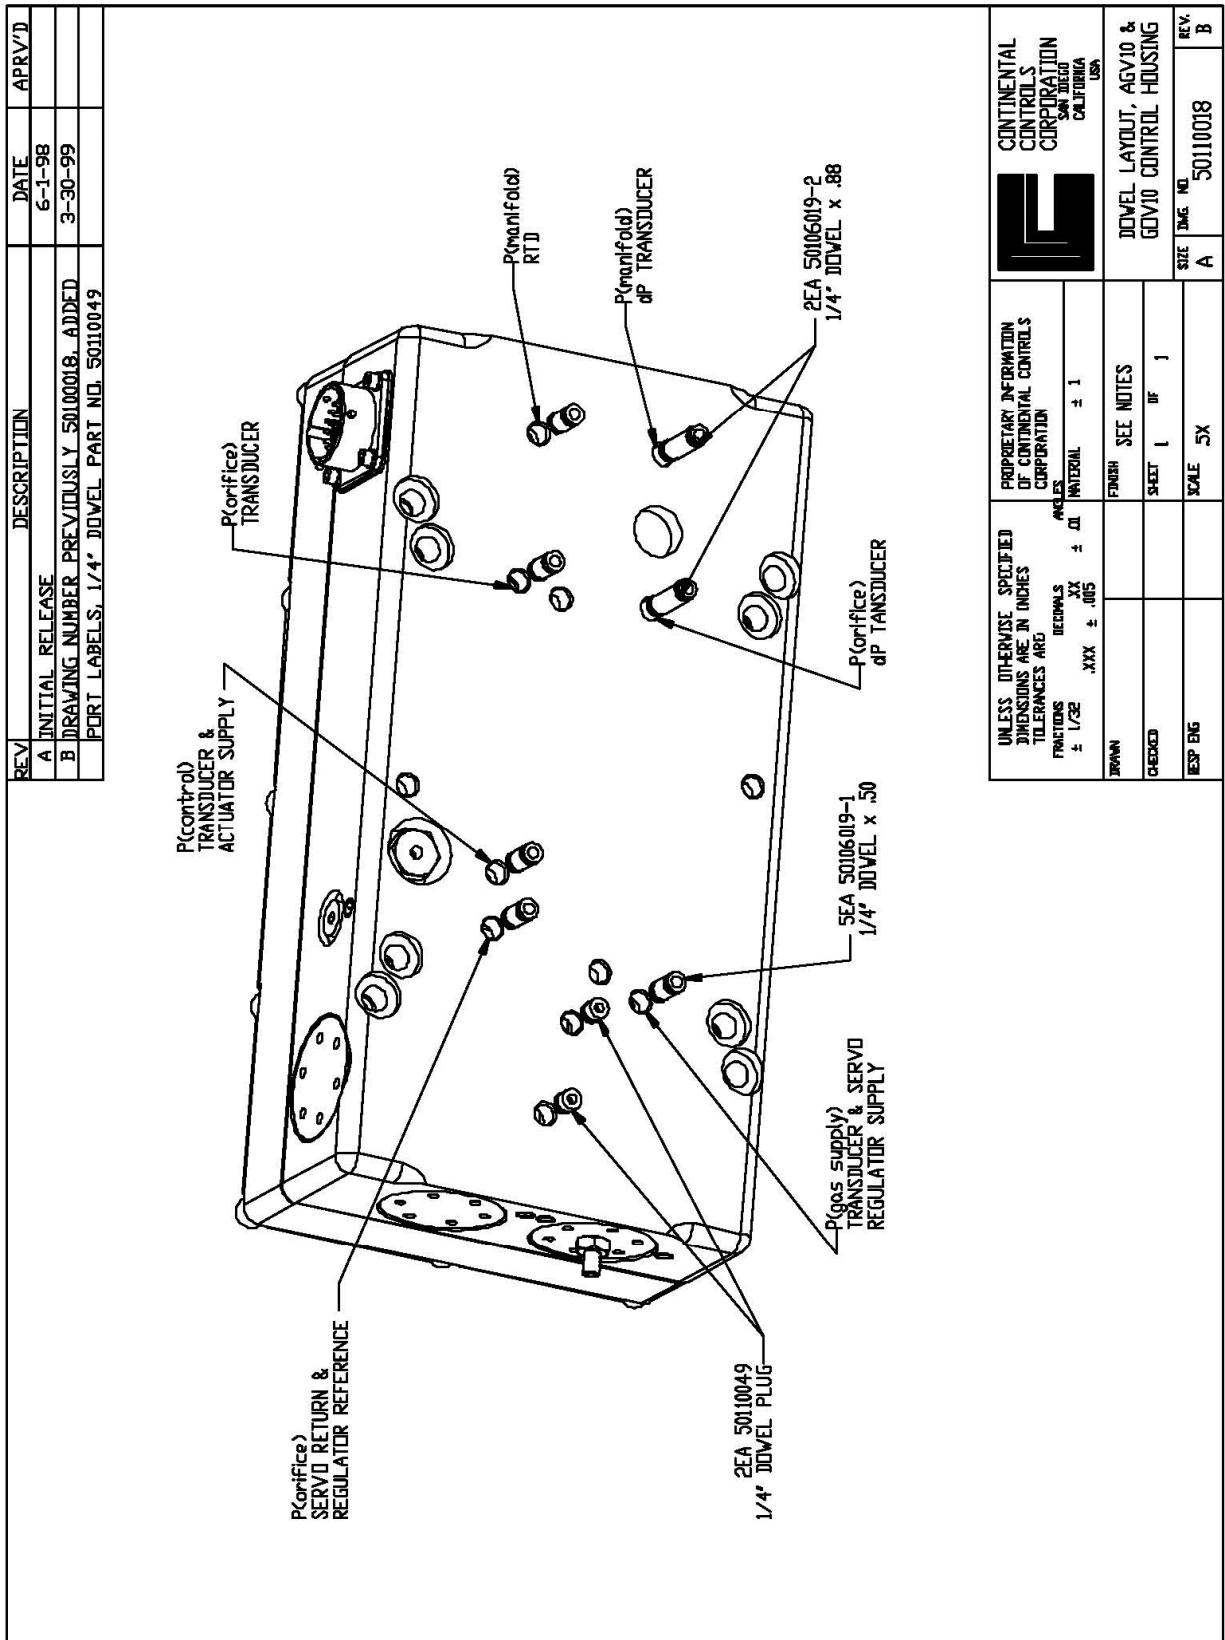 REV DESCRIPTION DATE APRV'D
A INITIAL RELEASE 6-1-98
B DRAWING NUMBER PREVIOUSLY 50100018, ADDED 3-30-99
PORT LABELS, 1/4" DOWEL PART NO. 50110049
P(control)
TRANSDUCER &
ACTUATOR SUPPLY
P(orifice)
TRANSDUCER
P(manifold)
RTD
P(manifold)
dP TRANSDUCER
2EA 50106019-2
1/4" DOWEL x .88
P(orifice)
SERVO RETURN &
REGULATOR REFERENCE
P(orifice)
dP TANSDUCER
5EA 50106019-1
1/4" DOWEL x .50
P(gas supply)
TRANSDUCER & SERVO
REGULATOR SUPPLY
2EA 50110049
1/4" DOWEL PLUG
UNLESS OTHERWISE SPECIFIED
DIMENSIONS ARE IN INCHES
TOLERANCES ARE:
FRACTIONS DECIMALS ANGLES
± 1/32 .XX ± .01 ± 1
.XXX ± .005
PROPRIETARY INFORMATION
OF CONTINENTAL CONTROLS
CORPORATION
MATERIAL
CONTINENTAL
CONTROLS
CORPORATION
SAN DIEGO
CALIFORNIA
USA
DRAWN
FINISH SEE NOTES
DOWEL LAYOUT, AGV10 &
GOV10 CONTROL HOUSING
CHECKED
SHEET 1 OF 1
RESP ENG
SCALE .5X
SIZE A
DWG. NO. 50110018
REV. B